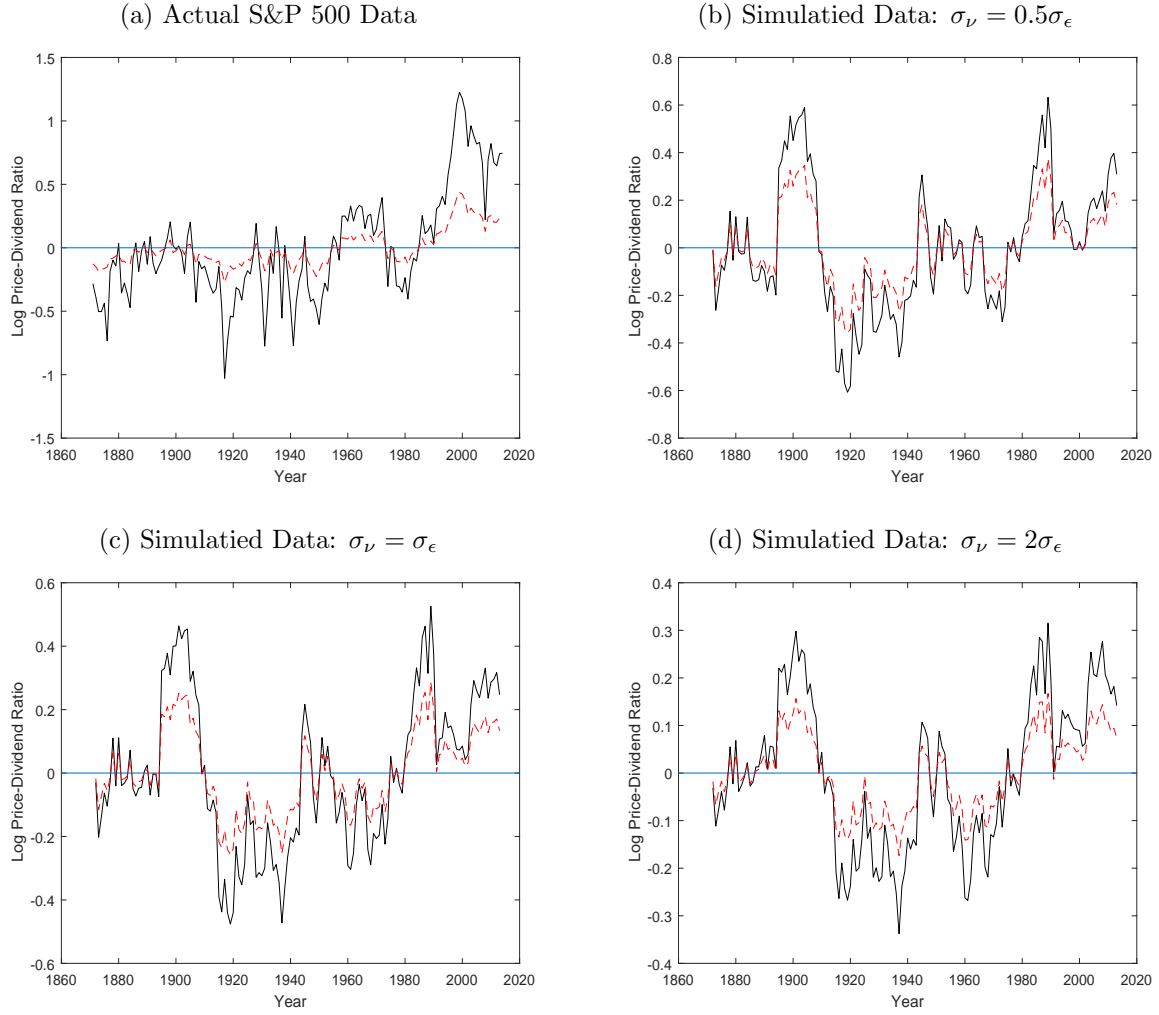 (a) Actual S&P 500 Data
1.5
1
0.5
0
-0.5
-1
-1.5
Log Price-Dividend Ratio
1860 1880 1900 1920 1940 1960 1980 2000 2020
Year
(b) Simulatied Data: σν = 0.5σϵ
0.8
0.6
0.4
0.2
0
-0.2
-0.4
-0.6
-0.8
Log Price-Dividend Ratio
1860 1880 1900 1920 1940 1960 1980 2000 2020
Year
(c) Simulatied Data: σν = σϵ
0.6
0.4
0.2
0
-0.2
-0.4
-0.6
Log Price-Dividend Ratio
1860 1880 1900 1920 1940 1960 1980 2000 2020
Year
(d) Simulatied Data: σν = 2σϵ
0.4
0.3
0.2
0.1
0
-0.1
-0.2
-0.3
-0.4
Log Price-Dividend Ratio
1860 1880 1900 1920 1940 1960 1980 2000 2020
Year